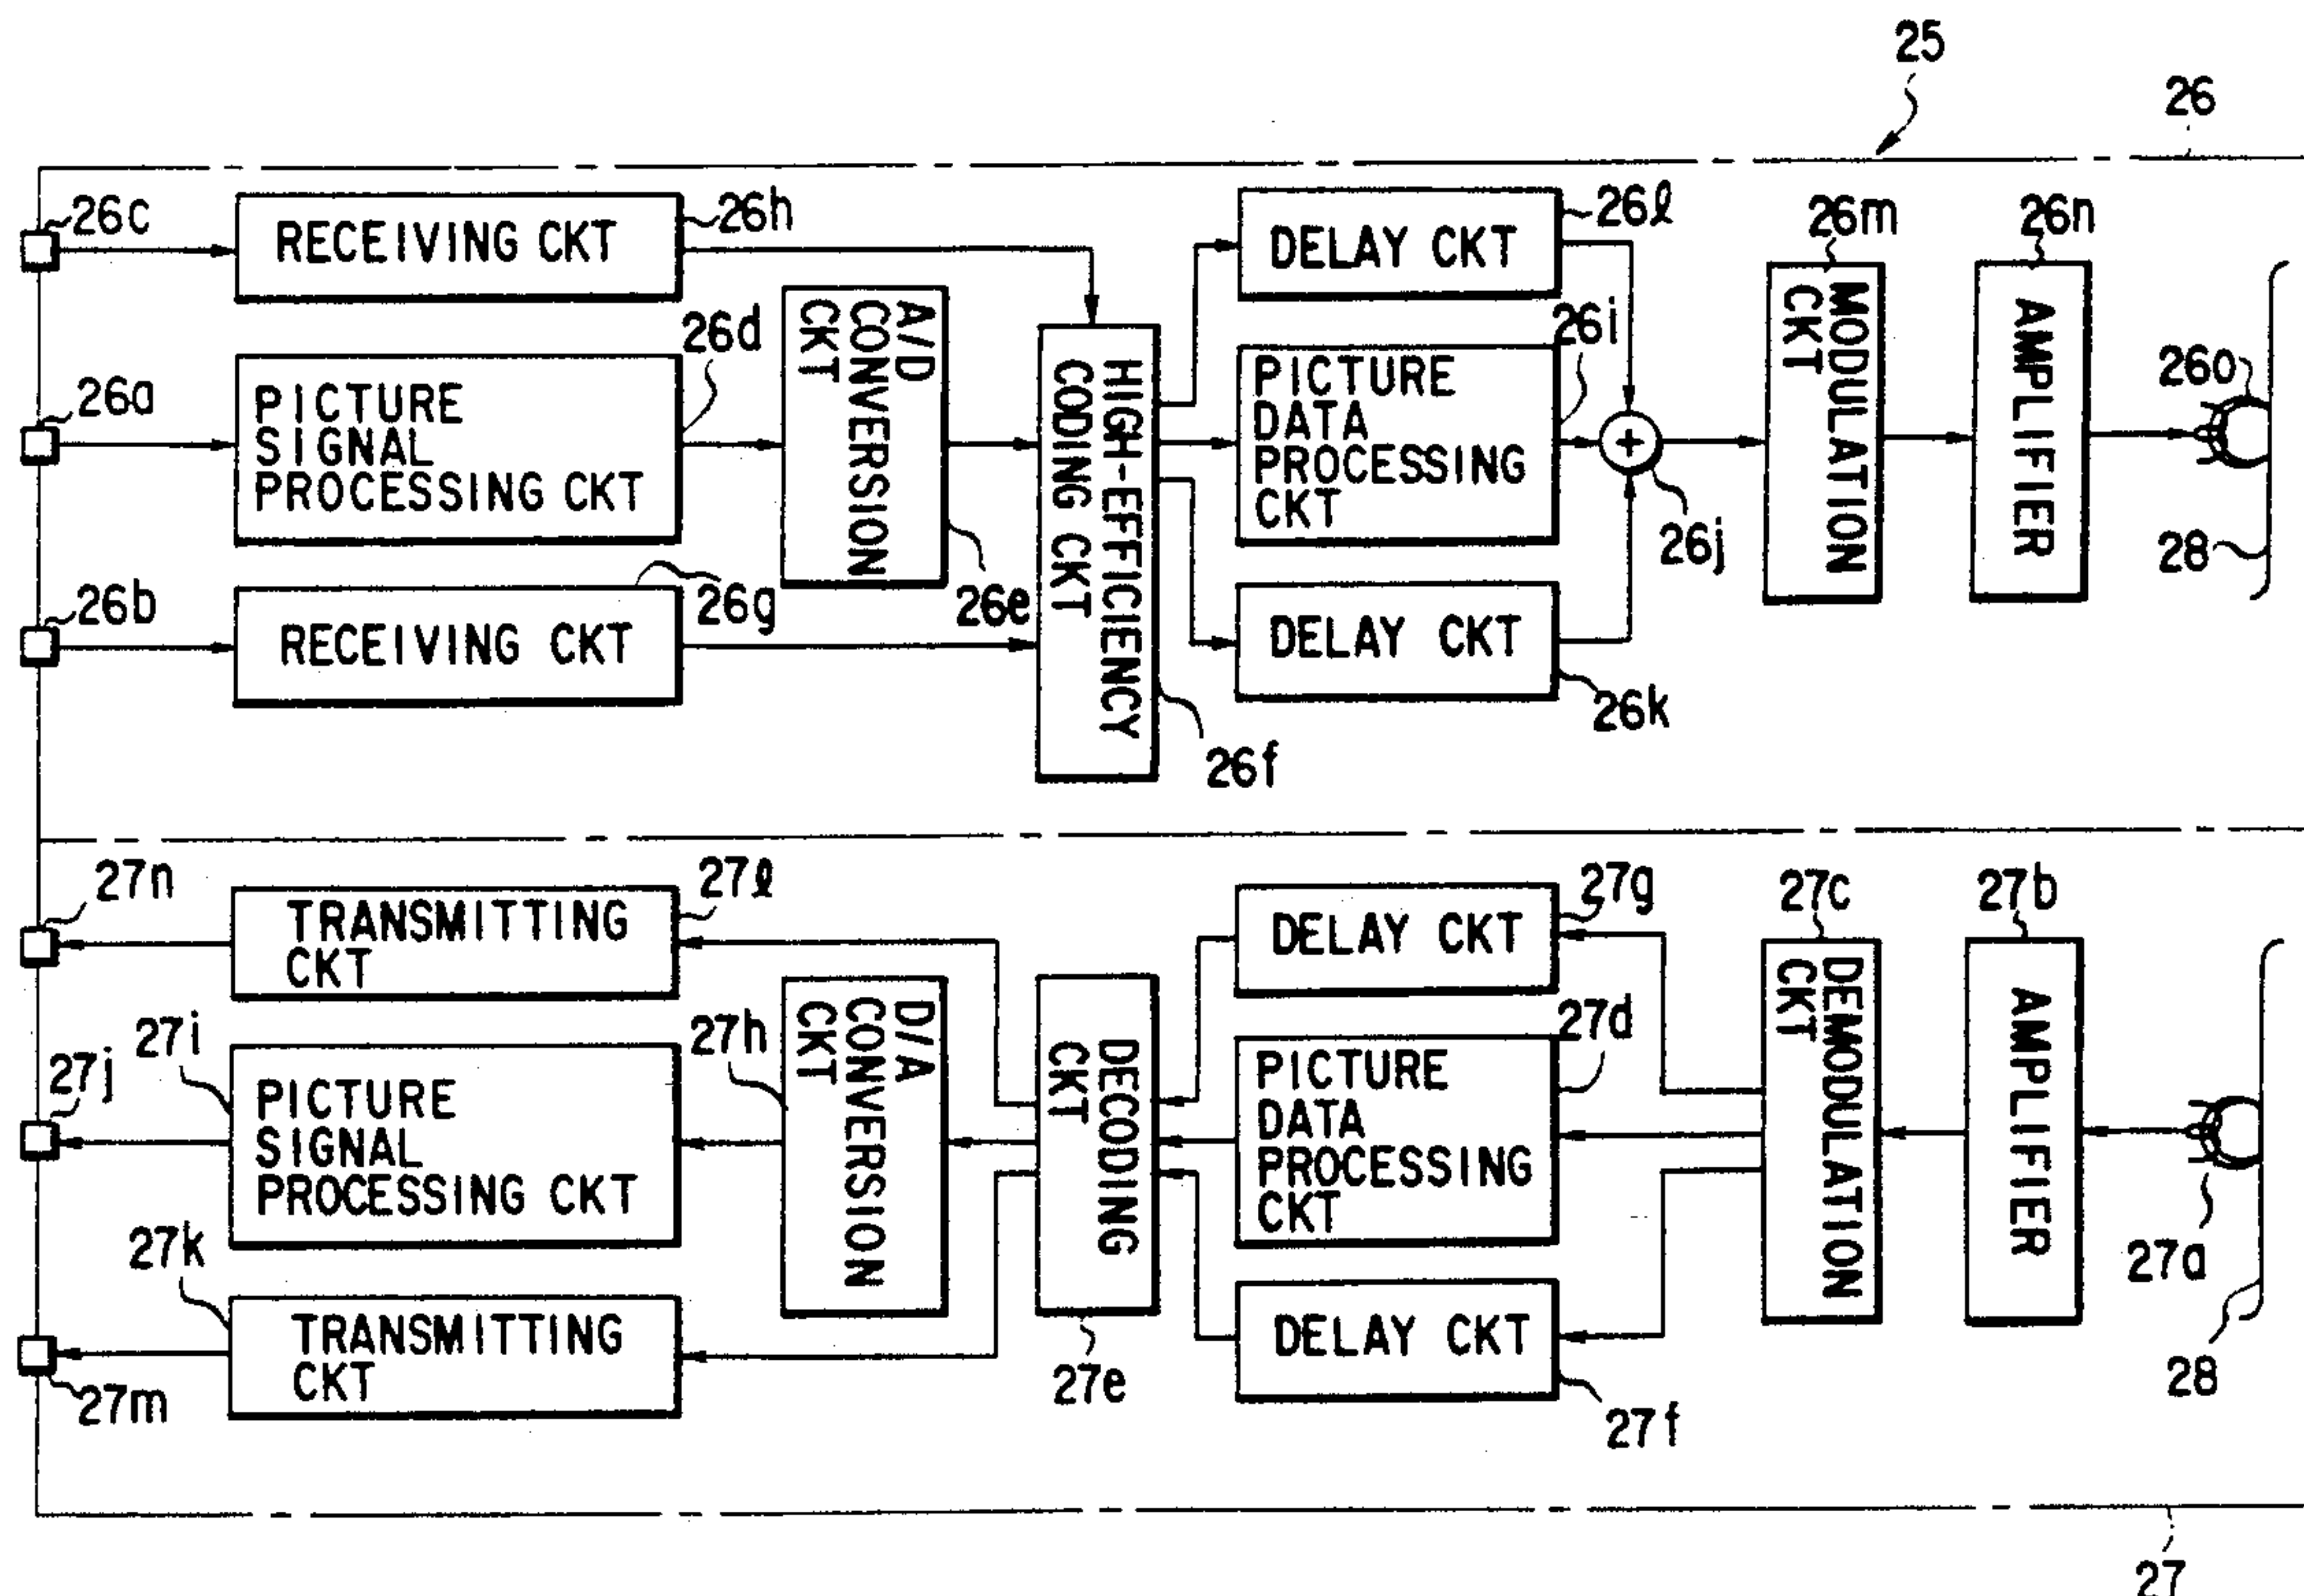 25
26
26c
RECEIVING CKT
26h
26a
PICTURE
SIGNAL
PROCESSING CKT
26d
A/D
CONVERSION
CKT
26e
26b
RECEIVING CKT
26g
HIGH-EFFICIENCY
CODING CKT
26f
DELAY CKT
26ℓ
PICTURE
DATA
PROCESSING
CKT
26i
26j
DELAY CKT
26k
MODULATION
CKT
26m
AMPLIFIER
26n
26o
28
27n
TRANSMITTING
CKT
27ℓ
27j
27i
PICTURE
SIGNAL
PROCESSING CKT
27h
D/A
CONVERSION
CKT
27k
TRANSMITTING
CKT
27m
DECODING
CKT
27e
DELAY CKT
27g
PICTURE
DATA
PROCESSING
CKT
27d
DELAY CKT
27f
27c
DEMODULATION
CKT
27b
AMPLIFIER
27a
28
27